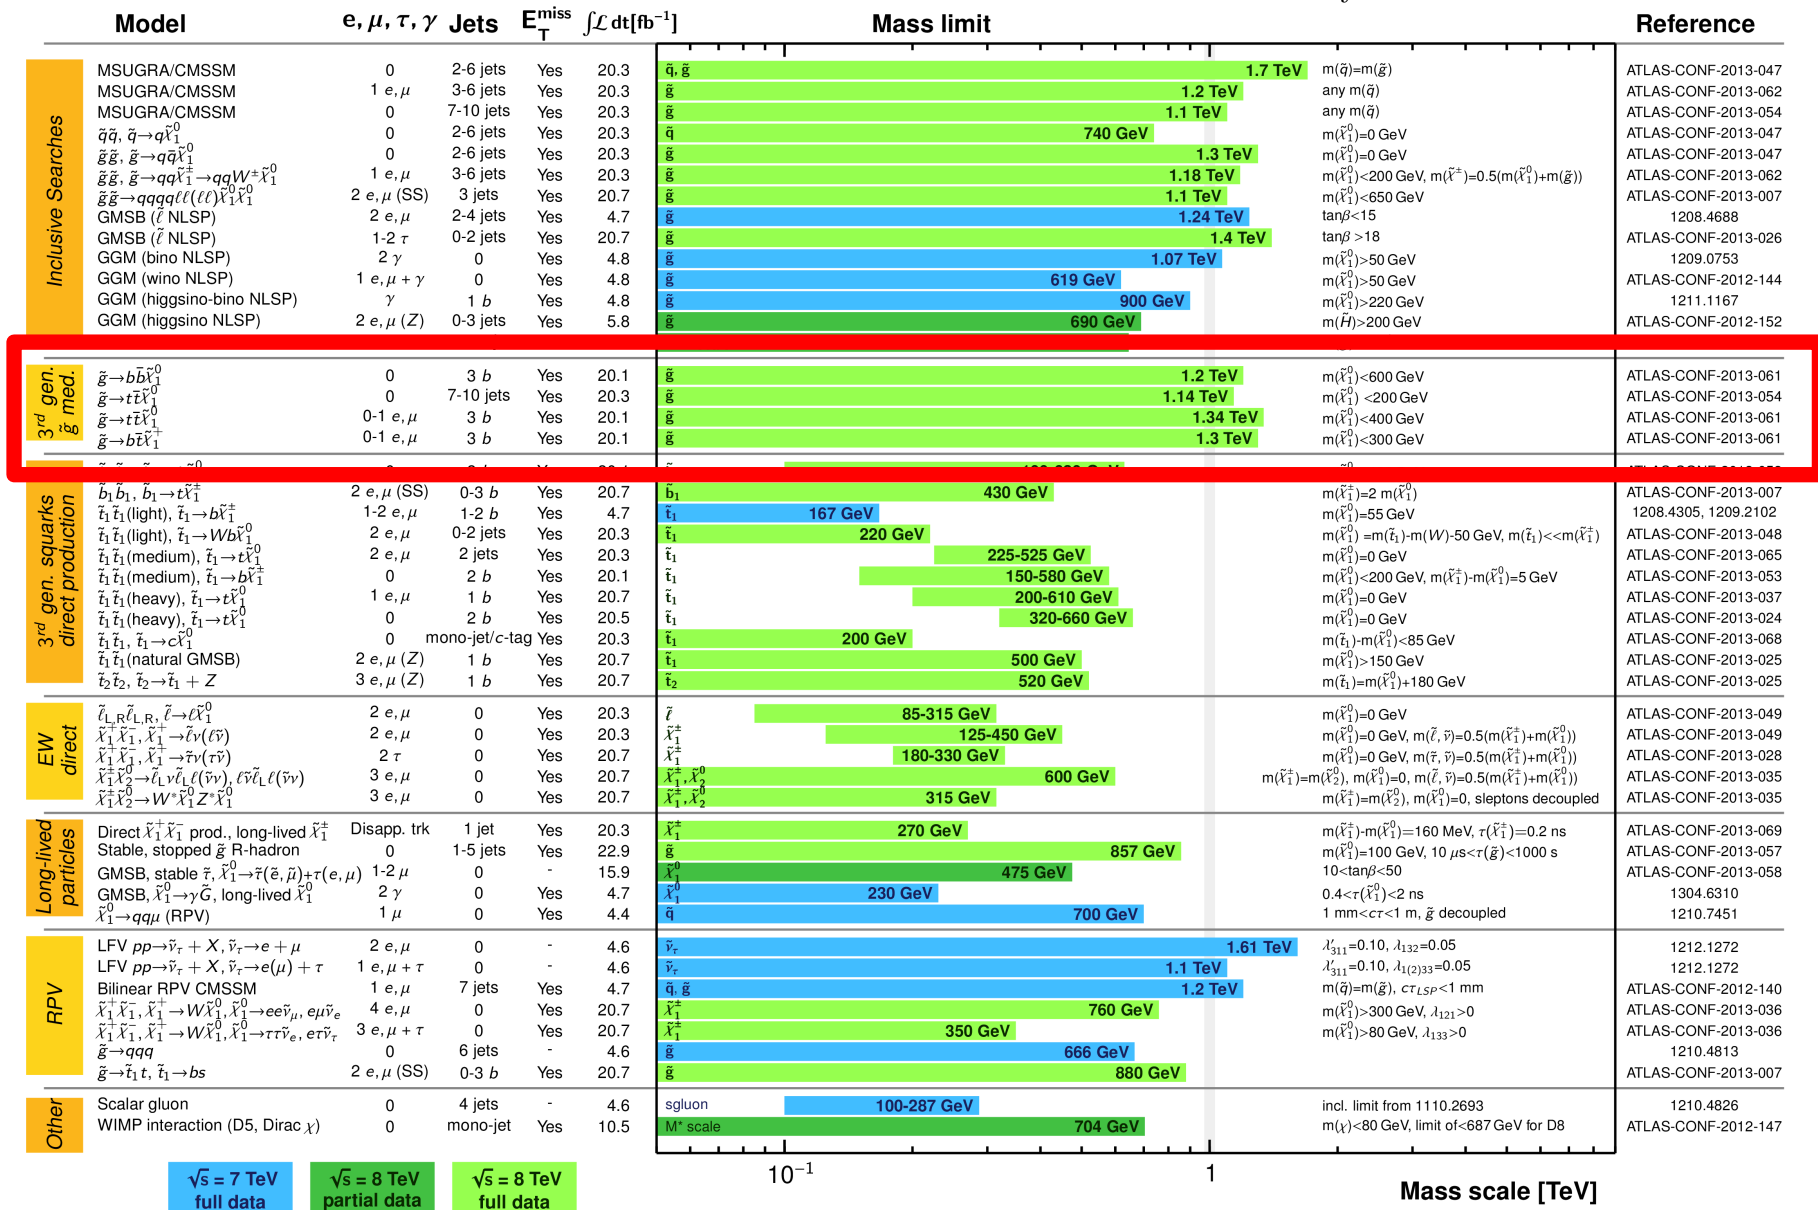 Model e, μ, τ, γ Jets E_T^miss ∫ℒ dt[fb⁻¹] Mass limit Reference
Inclusive Searches
MSUGRA/CMSSM 0 2-6 jets Yes 20.3 q̃, g̃ 1.7 TeV m(q̃)=m(g̃) ATLAS-CONF-2013-047
MSUGRA/CMSSM 1 e, μ 3-6 jets Yes 20.3 g̃ 1.2 TeV any m(q̃) ATLAS-CONF-2013-062
MSUGRA/CMSSM 0 7-10 jets Yes 20.3 g̃ 1.1 TeV any m(q̃) ATLAS-CONF-2013-054
q̃q̃, q̃→qχ̃₁⁰ 0 2-6 jets Yes 20.3 q̃ 740 GeV m(χ̃₁⁰)=0 GeV ATLAS-CONF-2013-047
g̃g̃, g̃→qq̄χ̃₁⁰ 0 2-6 jets Yes 20.3 g̃ 1.3 TeV m(χ̃₁⁰)=0 GeV ATLAS-CONF-2013-047
g̃g̃, g̃→qqχ̃₁±→qqW±χ̃₁⁰ 1 e, μ 3-6 jets Yes 20.3 g̃ 1.18 TeV m(χ̃₁⁰)<200 GeV, m(χ̃±)=0.5(m(χ̃₁⁰)+m(g̃)) ATLAS-CONF-2013-062
g̃g̃→qqqqℓℓ(ℓℓ)χ̃₁⁰χ̃₁⁰ 2 e, μ (SS) 3 jets Yes 20.7 g̃ 1.1 TeV m(χ̃₁⁰)<650 GeV ATLAS-CONF-2013-007
GMSB (ℓ̃ NLSP) 2 e, μ 2-4 jets Yes 4.7 g̃ 1.24 TeV tanβ<15 1208.4688
GMSB (ℓ̃ NLSP) 1-2 τ 0-2 jets Yes 20.7 g̃ 1.4 TeV tanβ >18 ATLAS-CONF-2013-026
GGM (bino NLSP) 2 γ 0 Yes 4.8 g̃ 1.07 TeV m(χ̃₁⁰)>50 GeV 1209.0753
GGM (wino NLSP) 1 e, μ + γ 0 Yes 4.8 g̃ 619 GeV m(χ̃₁⁰)>50 GeV ATLAS-CONF-2012-144
GGM (higgsino-bino NLSP) γ 1 b Yes 4.8 g̃ 900 GeV m(χ̃₁⁰)>220 GeV 1211.1167
GGM (higgsino NLSP) 2 e, μ (Z) 0-3 jets Yes 5.8 g̃ 690 GeV m(H̃)>200 GeV ATLAS-CONF-2012-152
3rd gen. g̃ med.
g̃→bb̄χ̃₁⁰ 0 3 b Yes 20.1 g̃ 1.2 TeV m(χ̃₁⁰)<600 GeV ATLAS-CONF-2013-061
g̃→tt̄χ̃₁⁰ 0 7-10 jets Yes 20.3 g̃ 1.14 TeV m(χ̃₁⁰) <200 GeV ATLAS-CONF-2013-054
g̃→tt̄χ̃₁⁰ 0-1 e, μ 3 b Yes 20.1 g̃ 1.34 TeV m(χ̃₁⁰)<400 GeV ATLAS-CONF-2013-061
g̃→bt̄χ̃₁⁺ 0-1 e, μ 3 b Yes 20.1 g̃ 1.3 TeV m(χ̃₁⁰)<300 GeV ATLAS-CONF-2013-061
3rd gen. squarks direct production
b̃₁b̃₁, b̃₁→tχ̃₁± 2 e, μ (SS) 0-3 b Yes 20.7 b̃₁ 430 GeV m(χ̃₁±)=2 m(χ̃₁⁰) ATLAS-CONF-2013-007
t̃₁t̃₁(light), t̃₁→bχ̃₁± 1-2 e, μ 1-2 b Yes 4.7 t̃₁ 167 GeV m(χ̃₁⁰)=55 GeV 1208.4305, 1209.2102
t̃₁t̃₁(light), t̃₁→Wbχ̃₁⁰ 2 e, μ 0-2 jets Yes 20.3 t̃₁ 220 GeV m(χ̃₁⁰) =m(t̃₁)-m(W)-50 GeV, m(t̃₁)<<m(χ̃₁±) ATLAS-CONF-2013-048
t̃₁t̃₁(medium), t̃₁→tχ̃₁⁰ 2 e, μ 2 jets Yes 20.3 t̃₁ 225-525 GeV m(χ̃₁⁰)=0 GeV ATLAS-CONF-2013-065
t̃₁t̃₁(medium), t̃₁→bχ̃₁± 0 2 b Yes 20.1 t̃₁ 150-580 GeV m(χ̃₁⁰)<200 GeV, m(χ̃₁±)-m(χ̃₁⁰)=5 GeV ATLAS-CONF-2013-053
t̃₁t̃₁(heavy), t̃₁→tχ̃₁⁰ 1 e, μ 1 b Yes 20.7 t̃₁ 200-610 GeV m(χ̃₁⁰)=0 GeV ATLAS-CONF-2013-037
t̃₁t̃₁(heavy), t̃₁→tχ̃₁⁰ 0 2 b Yes 20.5 t̃₁ 320-660 GeV m(χ̃₁⁰)=0 GeV ATLAS-CONF-2013-024
t̃₁t̃₁, t̃₁→cχ̃₁⁰ 0 mono-jet/c-tag Yes 20.3 t̃₁ 200 GeV m(t̃₁)-m(χ̃₁⁰)<85 GeV ATLAS-CONF-2013-068
t̃₁t̃₁(natural GMSB) 2 e, μ (Z) 1 b Yes 20.7 t̃₁ 500 GeV m(χ̃₁⁰)>150 GeV ATLAS-CONF-2013-025
t̃₂t̃₂, t̃₂→t̃₁ + Z 3 e, μ (Z) 1 b Yes 20.7 t̃₂ 520 GeV m(t̃₁)=m(χ̃₁⁰)+180 GeV ATLAS-CONF-2013-025
EW direct
ℓ̃_L,Rℓ̃_L,R, ℓ̃→ℓχ̃₁⁰ 2 e, μ 0 Yes 20.3 ℓ̃ 85-315 GeV m(χ̃₁⁰)=0 GeV ATLAS-CONF-2013-049
χ̃₁⁺χ̃₁⁻, χ̃₁⁺→ℓ̃ν(ℓν̃) 2 e, μ 0 Yes 20.3 χ̃₁± 125-450 GeV m(χ̃₁⁰)=0 GeV, m(ℓ̃, ν̃)=0.5(m(χ̃₁±)+m(χ̃₁⁰)) ATLAS-CONF-2013-049
χ̃₁⁺χ̃₁⁻, χ̃₁⁺→τ̃ν(τν̃) 2 τ 0 Yes 20.7 χ̃₁± 180-330 GeV m(χ̃₁⁰)=0 GeV, m(τ̃, ν̃)=0.5(m(χ̃₁±)+m(χ̃₁⁰)) ATLAS-CONF-2013-028
χ̃₁±χ̃₂⁰→ℓ̃_Lνℓ̃_Lℓ(ν̃ν), ℓν̃ℓ̃_Lℓ(ν̃ν) 3 e, μ 0 Yes 20.7 χ̃₁±, χ̃₂⁰ 600 GeV m(χ̃₁±)=m(χ̃₂⁰), m(χ̃₁⁰)=0, m(ℓ̃, ν̃)=0.5(m(χ̃₁±)+m(χ̃₁⁰)) ATLAS-CONF-2013-035
χ̃₁±χ̃₂⁰→W*χ̃₁⁰Z*χ̃₁⁰ 3 e, μ 0 Yes 20.7 χ̃₁±, χ̃₂⁰ 315 GeV m(χ̃₁±)=m(χ̃₂⁰), m(χ̃₁⁰)=0, sleptons decoupled ATLAS-CONF-2013-035
Long-lived particles
Direct χ̃₁⁺χ̃₁⁻ prod., long-lived χ̃₁± Disapp. trk 1 jet Yes 20.3 χ̃₁± 270 GeV m(χ̃₁±)-m(χ̃₁⁰)=160 MeV, τ(χ̃₁±)=0.2 ns ATLAS-CONF-2013-069
Stable, stopped g̃ R-hadron 0 1-5 jets Yes 22.9 g̃ 857 GeV m(χ̃₁⁰)=100 GeV, 10 μs<τ(g̃)<1000 s ATLAS-CONF-2013-057
GMSB, stable τ̃, χ̃₁⁰→τ̃(ẽ, μ̃)+τ(e, μ) 1-2 μ 0 - 15.9 χ̃₁⁰ 475 GeV 10<tanβ<50 ATLAS-CONF-2013-058
GMSB, χ̃₁⁰→γG̃, long-lived χ̃₁⁰ 2 γ 0 Yes 4.7 χ̃₁⁰ 230 GeV 0.4<τ(χ̃₁⁰)<2 ns 1304.6310
χ̃₁⁰→qqμ (RPV) 1 μ 0 Yes 4.4 q̃ 700 GeV 1 mm<cτ<1 m, g̃ decoupled 1210.7451
RPV
LFV pp→ν̃τ + X, ν̃τ→e + μ 2 e, μ 0 - 4.6 ν̃τ 1.61 TeV λ′₃₁₁=0.10, λ₁₃₂=0.05 1212.1272
LFV pp→ν̃τ + X, ν̃τ→e(μ) + τ 1 e, μ + τ 0 - 4.6 ν̃τ 1.1 TeV λ′₃₁₁=0.10, λ₁₍₂₎₃₃=0.05 1212.1272
Bilinear RPV CMSSM 1 e, μ 7 jets Yes 4.7 q̃, g̃ 1.2 TeV m(q̃)=m(g̃), cτ_LSP<1 mm ATLAS-CONF-2012-140
χ̃₁⁺χ̃₁⁻, χ̃₁⁺→Wχ̃₁⁰, χ̃₁⁰→eeν̃μ, eμν̃e 4 e, μ 0 Yes 20.7 χ̃₁± 760 GeV m(χ̃₁⁰)>300 GeV, λ₁₂₁>0 ATLAS-CONF-2013-036
χ̃₁⁺χ̃₁⁻, χ̃₁⁺→Wχ̃₁⁰, χ̃₁⁰→ττν̃e, eτν̃τ 3 e, μ + τ 0 Yes 20.7 χ̃₁± 350 GeV m(χ̃₁⁰)>80 GeV, λ₁₃₃>0 ATLAS-CONF-2013-036
g̃→qqq 0 6 jets - 4.6 g̃ 666 GeV 1210.4813
g̃→t̃₁t, t̃₁→bs 2 e, μ (SS) 0-3 b Yes 20.7 g̃ 880 GeV ATLAS-CONF-2013-007
Other
Scalar gluon 0 4 jets - 4.6 sgluon 100-287 GeV incl. limit from 1110.2693 1210.4826
WIMP interaction (D5, Dirac χ) 0 mono-jet Yes 10.5 M* scale 704 GeV m(χ)<80 GeV, limit of<687 GeV for D8 ATLAS-CONF-2012-147
10⁻¹ 1
Mass scale [TeV]
√s = 7 TeV full data
√s = 8 TeV partial data
√s = 8 TeV full data